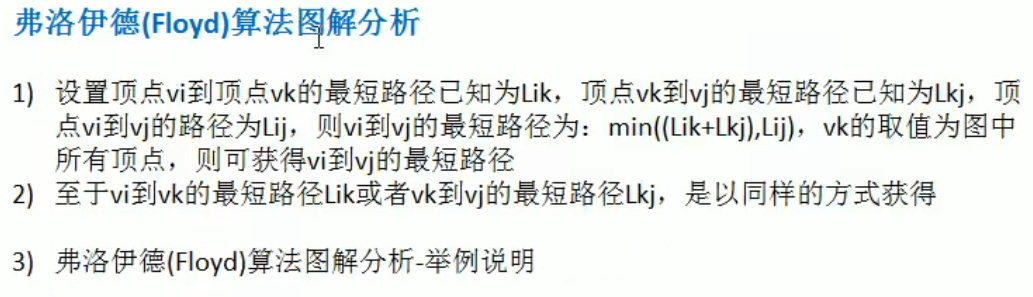 弗洛伊德(Floyd)算法图解分析
1) 设置顶点vi到顶点vk的最短路径已知为Lik，顶点vk到vj的最短路径已知为Lkj，顶
点vi到vj的路径为Lij，则vi到vj的最短路径为：min((Lik+Lkj),Lij)，vk的取值为图中
所有顶点，则可获得vi到vj的最短路径
2) 至于vi到vk的最短路径Lik或者vk到vj的最短路径Lkj，是以同样的方式获得
3) 弗洛伊德(Floyd)算法图解分析-举例说明